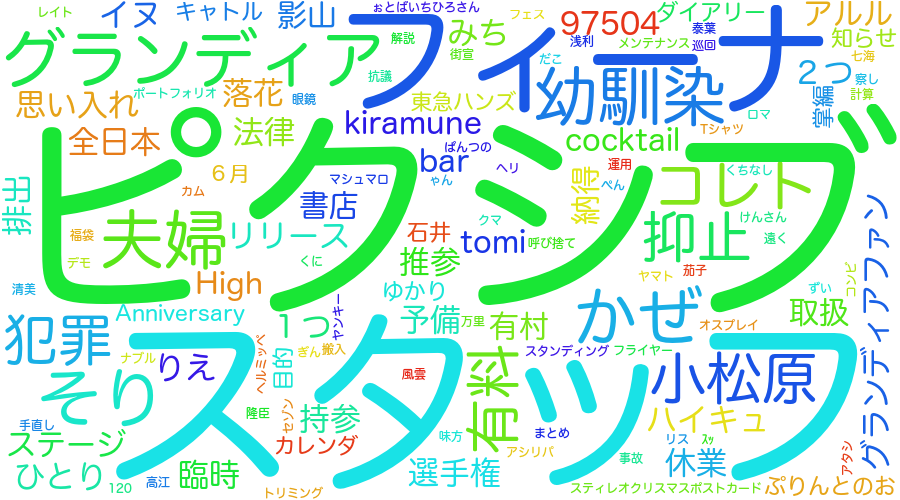 レイト
イヌ
キャトル
影山
ぉとぱいちひろさん
フィーナ
みち
フェス
97504
ダイアリー
アルル
グランディア
解説
街宣
浅利
泰葉
メンテナンス
巡回
知らせ
七海
だこ
2つ
察し
計算
思い入れ
ポートフォリオ
落花
眼鏡
抗議
東急ハンズ
幼馴染
掌編
ロマ
全日本
法律
kiramune
cocktail
Tシャツ
ピクシブ
ぱんつの
bar
ヘリ
運用
くちなし
6月
マシュマロ
ゃん
ぺん
コレト
カム
書店
納得
排出
夫婦
リリース
石井
クマ
抑止
けんさん
福袋
tomi
呼び捨て
遠く
デモ
くに
推参
茄子
ヤマト
コンビ
清美
High
ゆかり
かぜ
ずい
グランディアファン
Anniversary
1つ
ヤンキー
予備
万里
有村
取扱
オスプレイ
犯罪
ナブル
りえ
ヘルミッペ
ぎん
搬入
目的
スタッフ
スタンディング
フライヤー
小松原
風雲
有料
そり
手直し
隆臣
セゾン
持参
ハイキュ
ステージ
カレンダ
味方
まとめ
アシリパ
リス
ｽｯ
アタシ
ひとり
臨時
選手権
事故
休業
120
高江
トリミング
スティレオクリスマスポストカード
ぷりんとのお